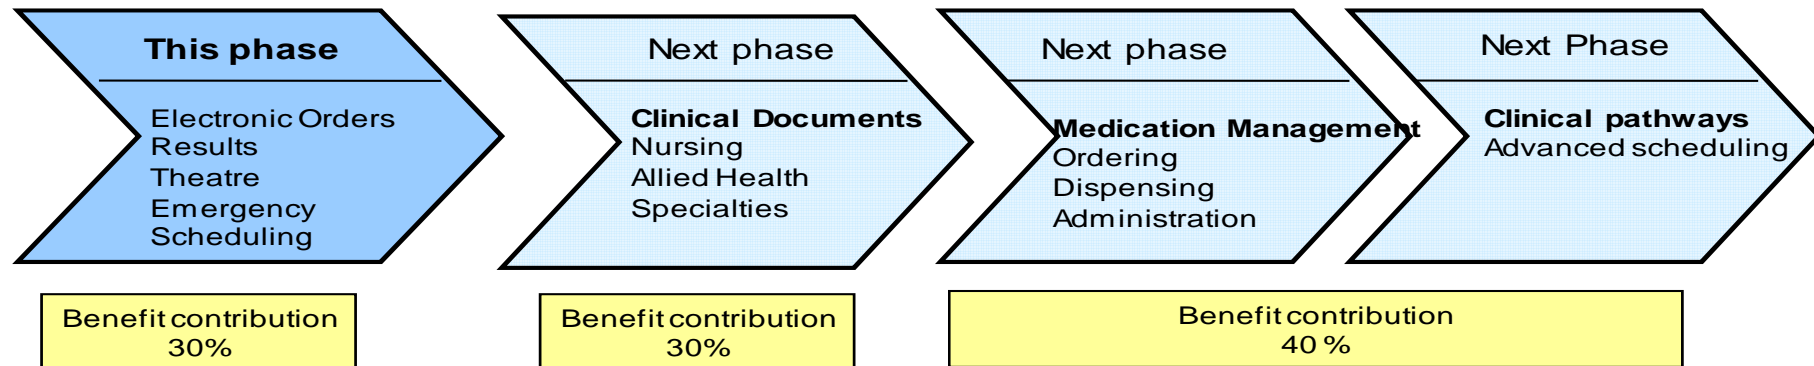 This phase
Electronic Orders
Results
Theatre
Emergency
Scheduling
Next phase
Clinical Documents
Nursing
Allied Health
Specialties
Next phase
Medication Management
Ordering
Dispensing
Administration
Next Phase
Clinical pathways
Advanced scheduling
Benefit contribution
30%
Benefit contribution
30%
Benefit contribution
40 %